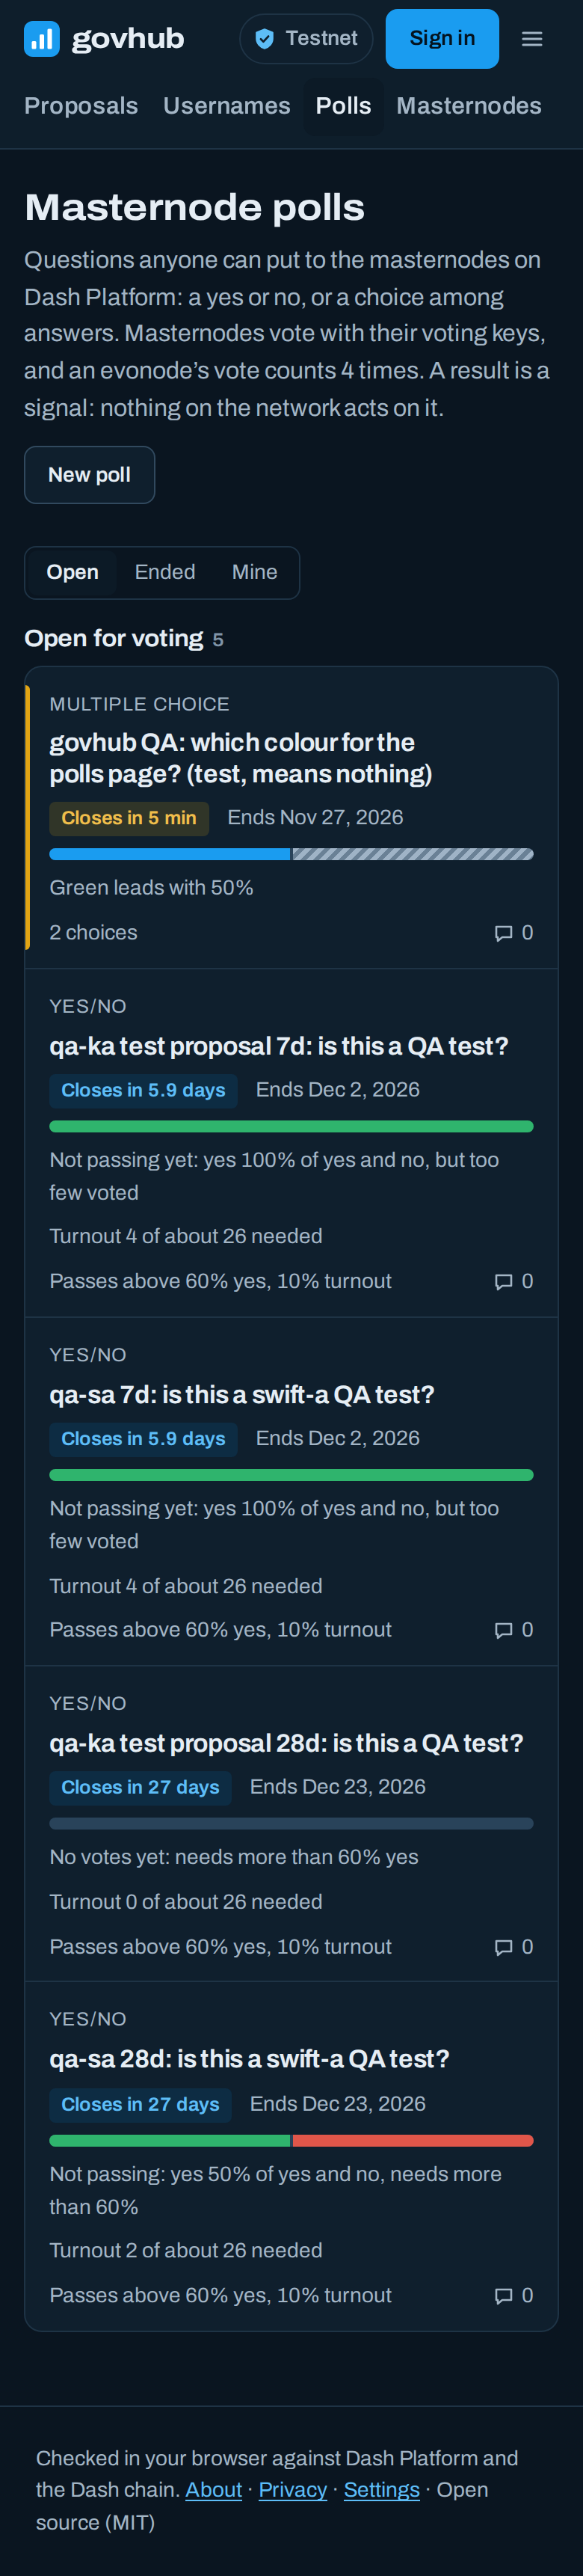 govhub
Testnet
Sign in
Proposals
Usernames
Polls
Masternodes
Masternode polls
Questions anyone can put to the masternodes on
Dash Platform: a yes or no, or a choice among
answers. Masternodes vote with their voting keys,
and an evonode’s vote counts 4 times. A result is a
signal: nothing on the network acts on it.
New poll
Open
Ended
Mine
Open for voting 5
MULTIPLE CHOICE
govhub QA: which colour for the
polls page? (test, means nothing)
Closes in 5 min
Ends Nov 27, 2026
Green leads with 50%
2 choices
0
YES/NO
qa-ka test proposal 7d: is this a QA test?
Closes in 5.9 days
Ends Dec 2, 2026
Not passing yet: yes 100% of yes and no, but too
few voted
Turnout 4 of about 26 needed
Passes above 60% yes, 10% turnout
0
YES/NO
qa-sa 7d: is this a swift-a QA test?
Closes in 5.9 days
Ends Dec 2, 2026
Not passing yet: yes 100% of yes and no, but too
few voted
Turnout 4 of about 26 needed
Passes above 60% yes, 10% turnout
0
YES/NO
qa-ka test proposal 28d: is this a QA test?
Closes in 27 days
Ends Dec 23, 2026
No votes yet: needs more than 60% yes
Turnout 0 of about 26 needed
Passes above 60% yes, 10% turnout
0
YES/NO
qa-sa 28d: is this a swift-a QA test?
Closes in 27 days
Ends Dec 23, 2026
Not passing: yes 50% of yes and no, needs more
than 60%
Turnout 2 of about 26 needed
Passes above 60% yes, 10% turnout
0
Checked in your browser against Dash Platform and
the Dash chain. About · Privacy · Settings · Open
source (MIT)